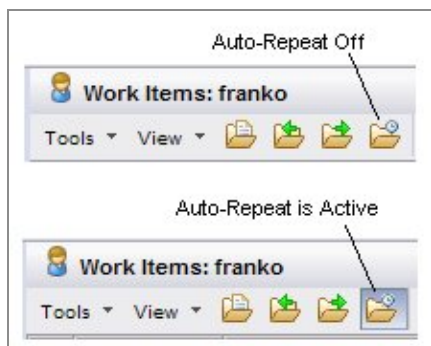 Auto-Repeat Off
Work Items: franko
Tools View
Auto-Repeat is Active
Work Items: franko
Tools View